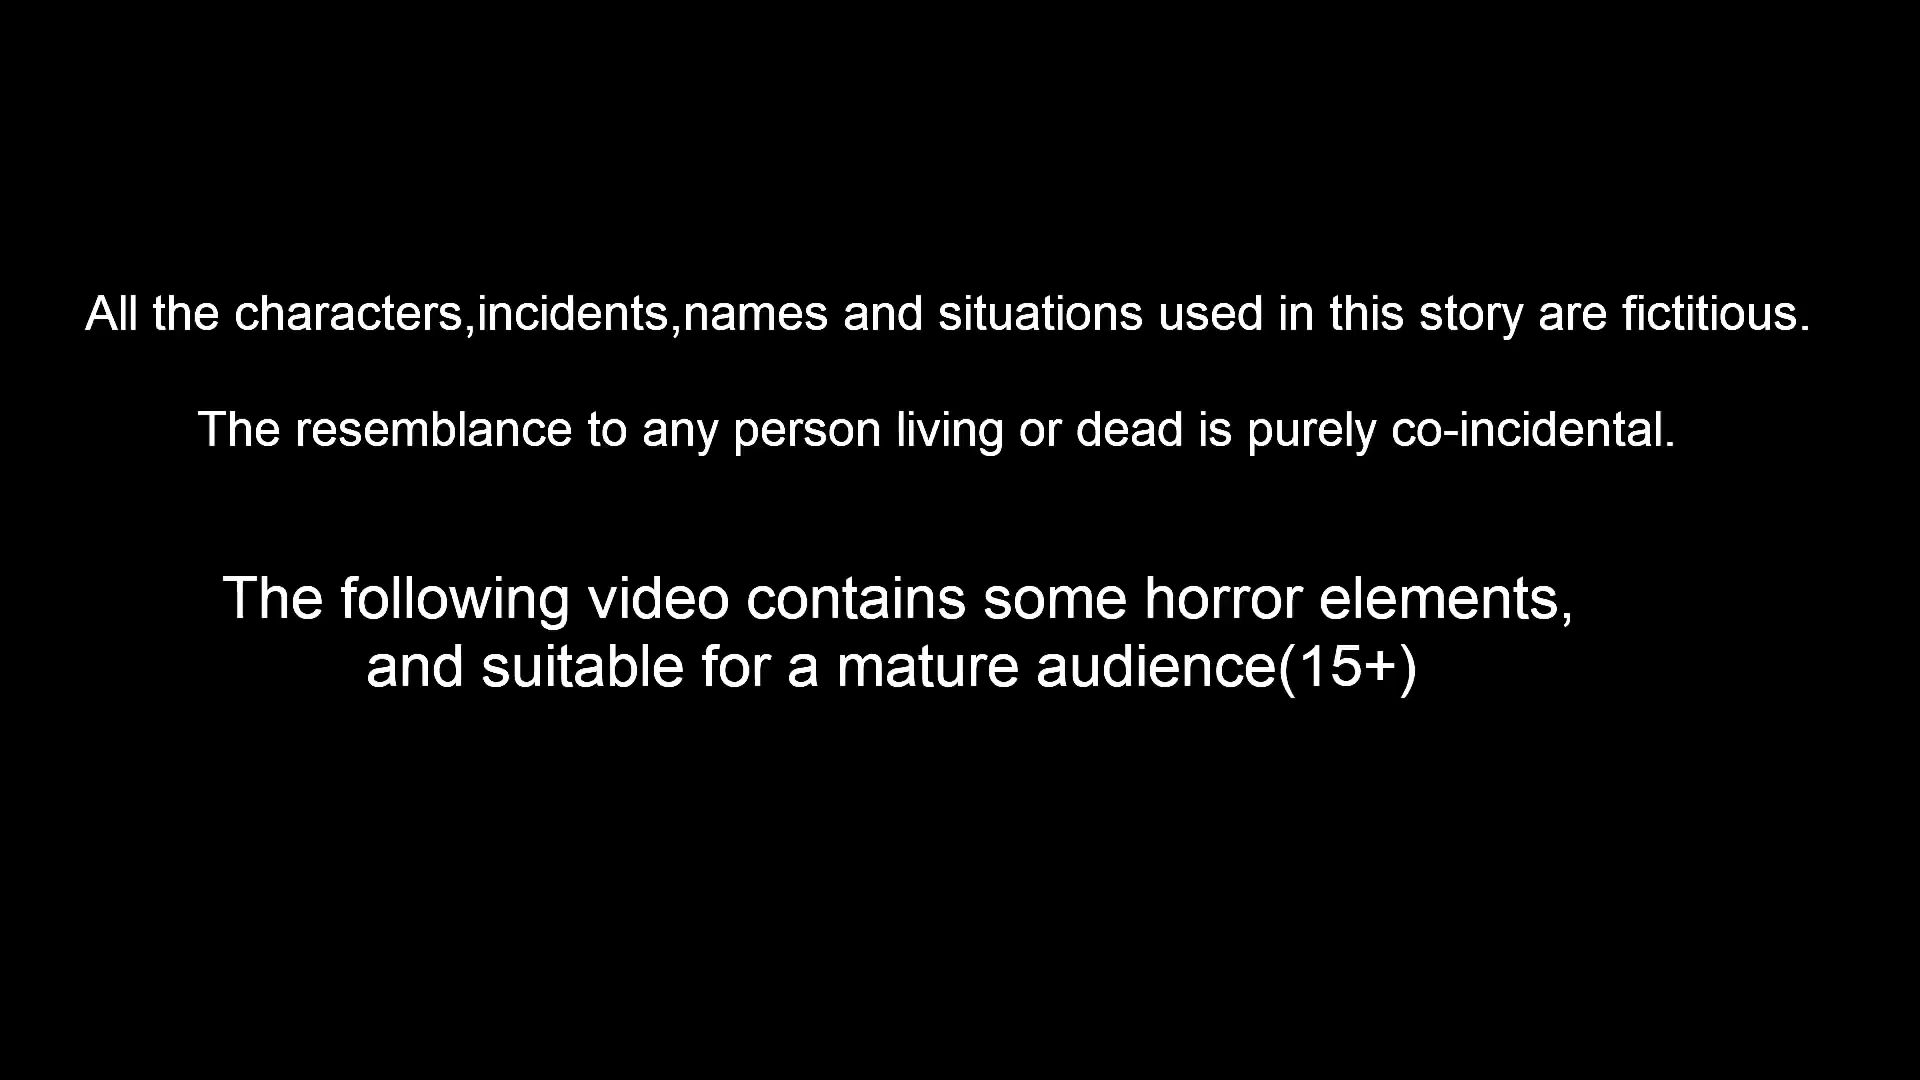 All the characters,incidents,names and situations used in this story are fictitious.
The resemblance to any person living or dead is purely co-incidental.
The following video contains some horror elements,
and suitable for a mature audience(15+)